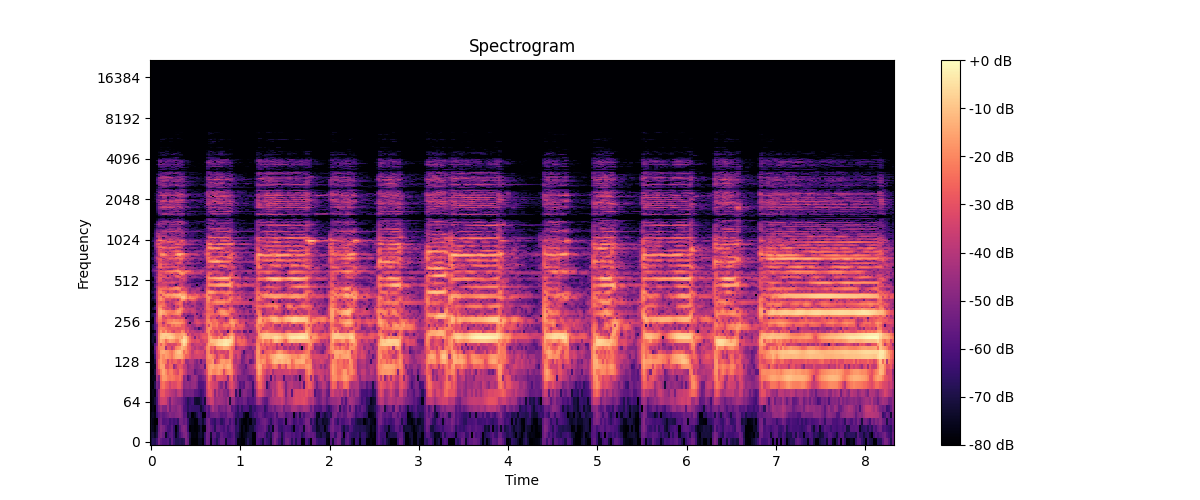 Spectrogram
16384
8192
4096
2048
1024
512
256
128
64
0
Frequency
0 1 2 3 4 5 6 7 8
Time
+0 dB
-10 dB
-20 dB
-30 dB
-40 dB
-50 dB
-60 dB
-70 dB
-80 dB